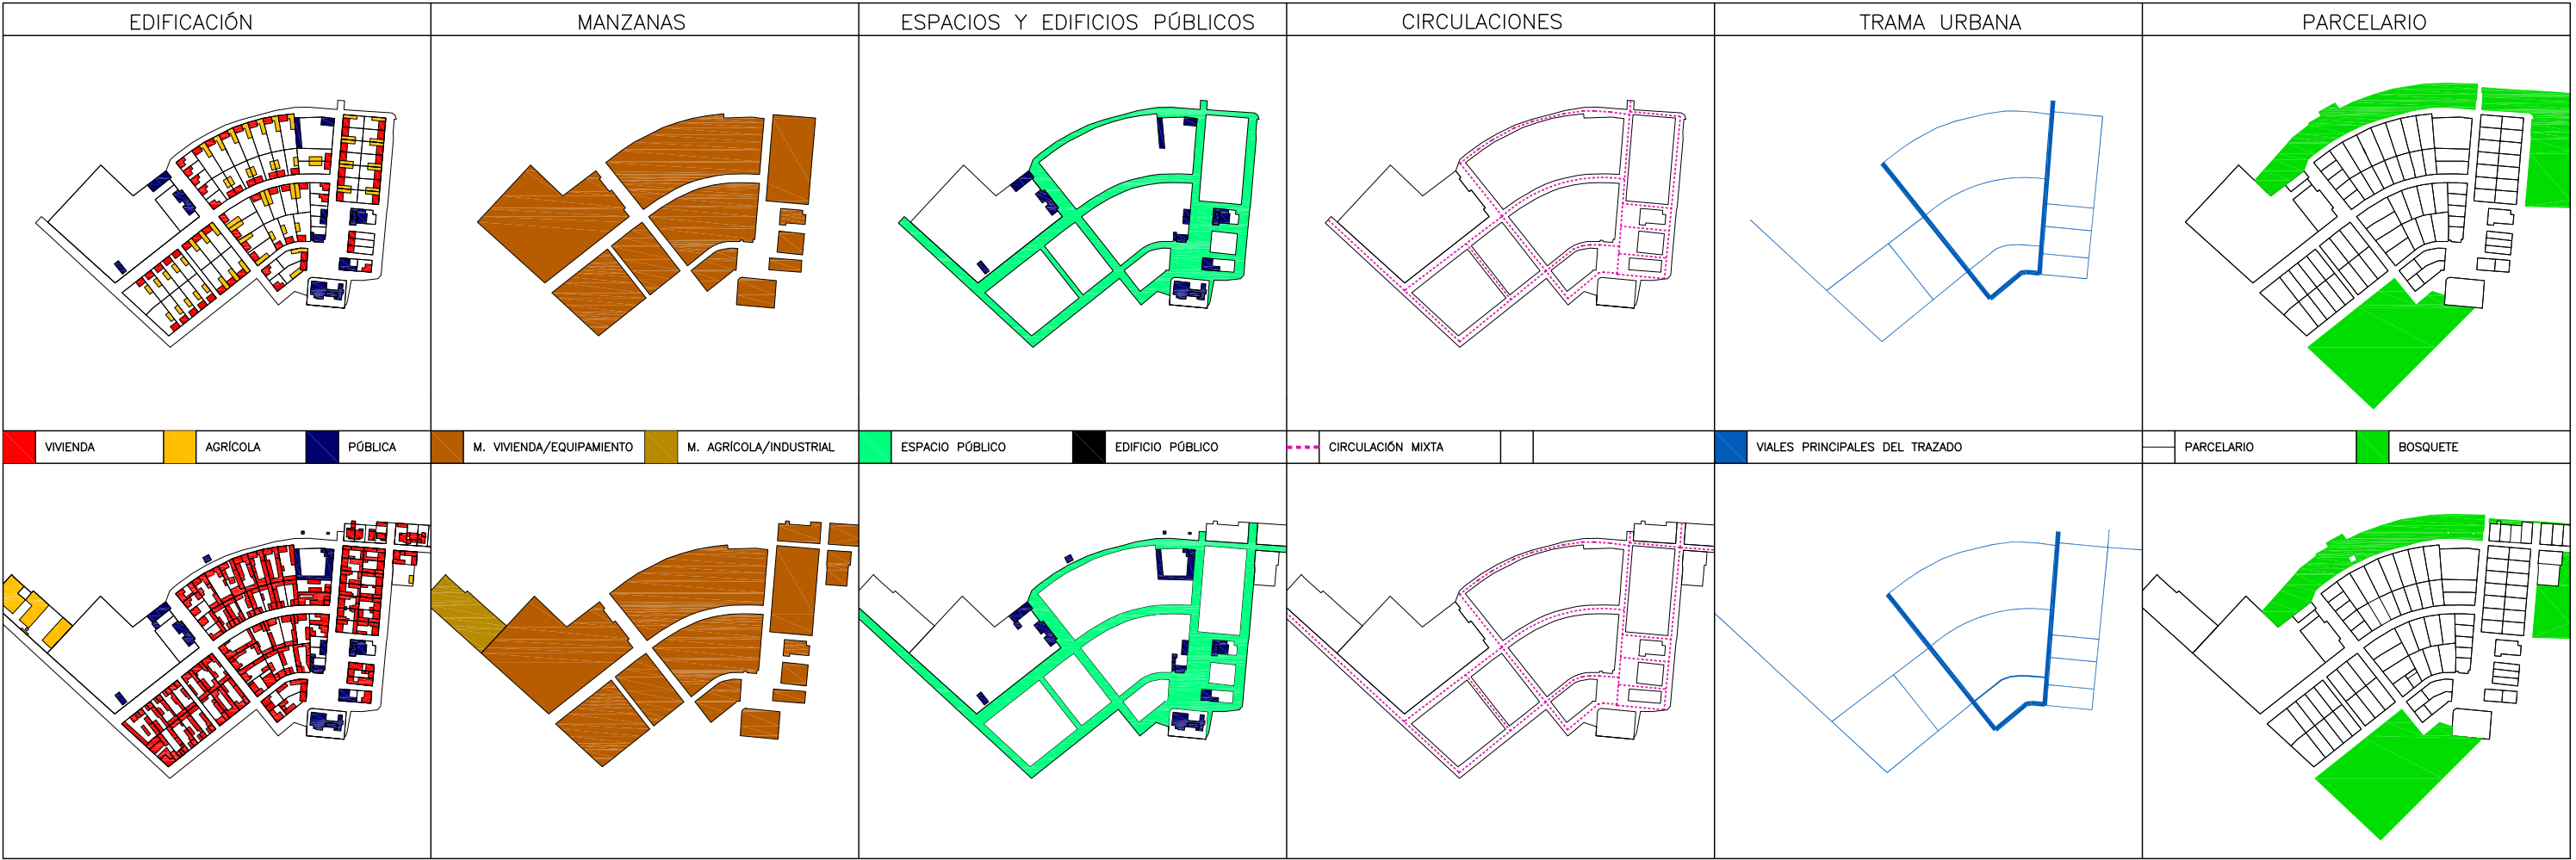 EDIFICACIÓN
MANZANAS
ESPACIOS Y EDIFICIOS PÚBLICOS
CIRCULACIONES
TRAMA URBANA
PARCELARIO
VIVIENDA
AGRÍCOLA
PÚBLICA
M. VIVIENDA/EQUIPAMIENTO
M. AGRÍCOLA/INDUSTRIAL
ESPACIO PÚBLICO
EDIFICIO PÚBLICO
CIRCULACIÓN MIXTA
VIALES PRINCIPALES DEL TRAZADO
PARCELARIO
BOSQUETE